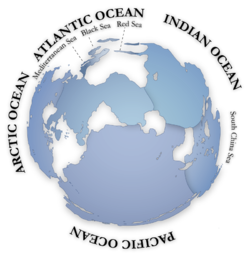 ATLANTIC OCEAN
INDIAN OCEAN
Mediterranean Sea
Black Sea
Red Sea
ARCTIC OCEAN
South China Sea
PACIFIC OCEAN